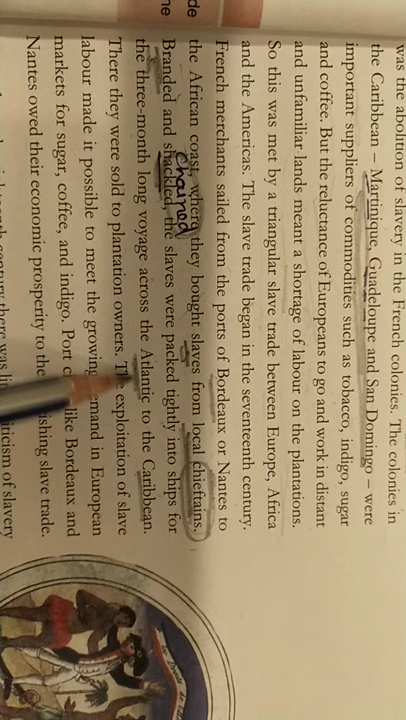 was the abolition of slavery in the French colonies. The colonies in
the Caribbean – Martinique, Guadeloupe and San Domingo – were
important suppliers of commodities such as tobacco, indigo, sugar
and coffee. But the reluctance of Europeans to go and work in distant
and unfamiliar lands meant a shortage of labour on the plantations.
So this was met by a triangular slave trade between Europe, Africa
and the Americas. The slave trade began in the seventeenth century.
French merchants sailed from the ports of Bordeaux or Nantes to
the African coast, where they bought slaves from local chieftains.
chained
Branded and shackled, the slaves were packed tightly into ships for
the three-month long voyage across the Atlantic to the Caribbean.
There they were sold to plantation owners. The exploitation of slave
labour made it possible to meet the growing demand in European
markets for sugar, coffee, and indigo. Port like Bordeaux and
Nantes owed their economic prosperity to the slave trade.
century there was of slavery
de